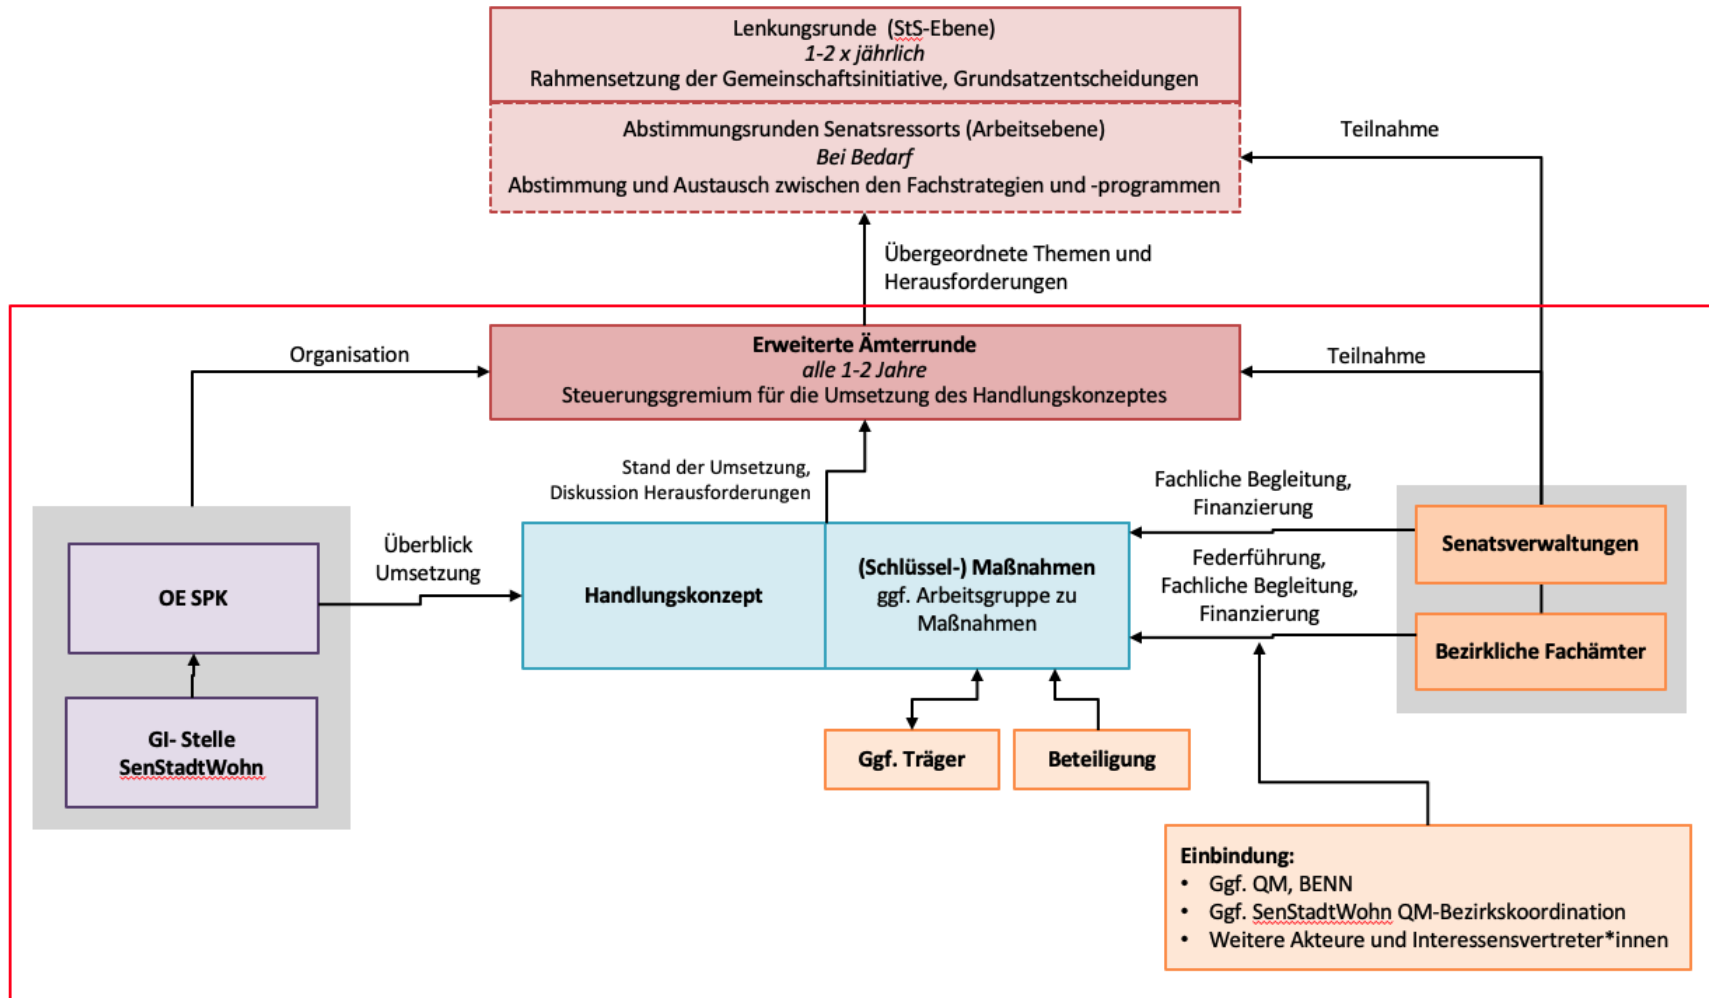 Lenkungsrunde (StS-Ebene)
1-2 x jährlich
Rahmensetzung der Gemeinschaftsinitiative, Grundsatzentscheidungen
Abstimmungsrunden Senatsressorts (Arbeitsebene)
Bei Bedarf
Abstimmung und Austausch zwischen den Fachstrategien und -programmen
Teilnahme
Übergeordnete Themen und
Herausforderungen
Organisation
Erweiterte Ämterrunde
alle 1-2 Jahre
Steuerungsgremium für die Umsetzung des Handlungskonzeptes
Teilnahme
Stand der Umsetzung,
Diskussion Herausforderungen
Fachliche Begleitung,
Finanzierung
OE SPK
Überblick
Umsetzung
Handlungskonzept
(Schlüssel-) Maßnahmen
ggf. Arbeitsgruppe zu
Maßnahmen
Federführung,
Fachliche Begleitung,
Finanzierung
Senatsverwaltungen
Bezirkliche Fachämter
GI- Stelle
SenStadtWohn
Ggf. Träger
Beteiligung
Einbindung:
• Ggf. QM, BENN
• Ggf. SenStadtWohn QM-Bezirkskoordination
• Weitere Akteure und Interessensvertreter*innen